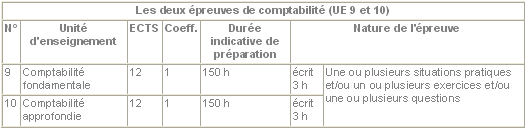 Les deux épreuves de comptabilité (UE 9 et 10)
N° Unité d'enseignement ECTS Coeff. Durée indicative de préparation Nature de l'épreuve
9 Comptabilité fondamentale 12 1 150 h écrit 3 h Une ou plusieurs situations pratiques et/ou un ou plusieurs exercices et/ou une ou plusieurs questions
10 Comptabilité approfondie 12 1 150 h écrit 3 h